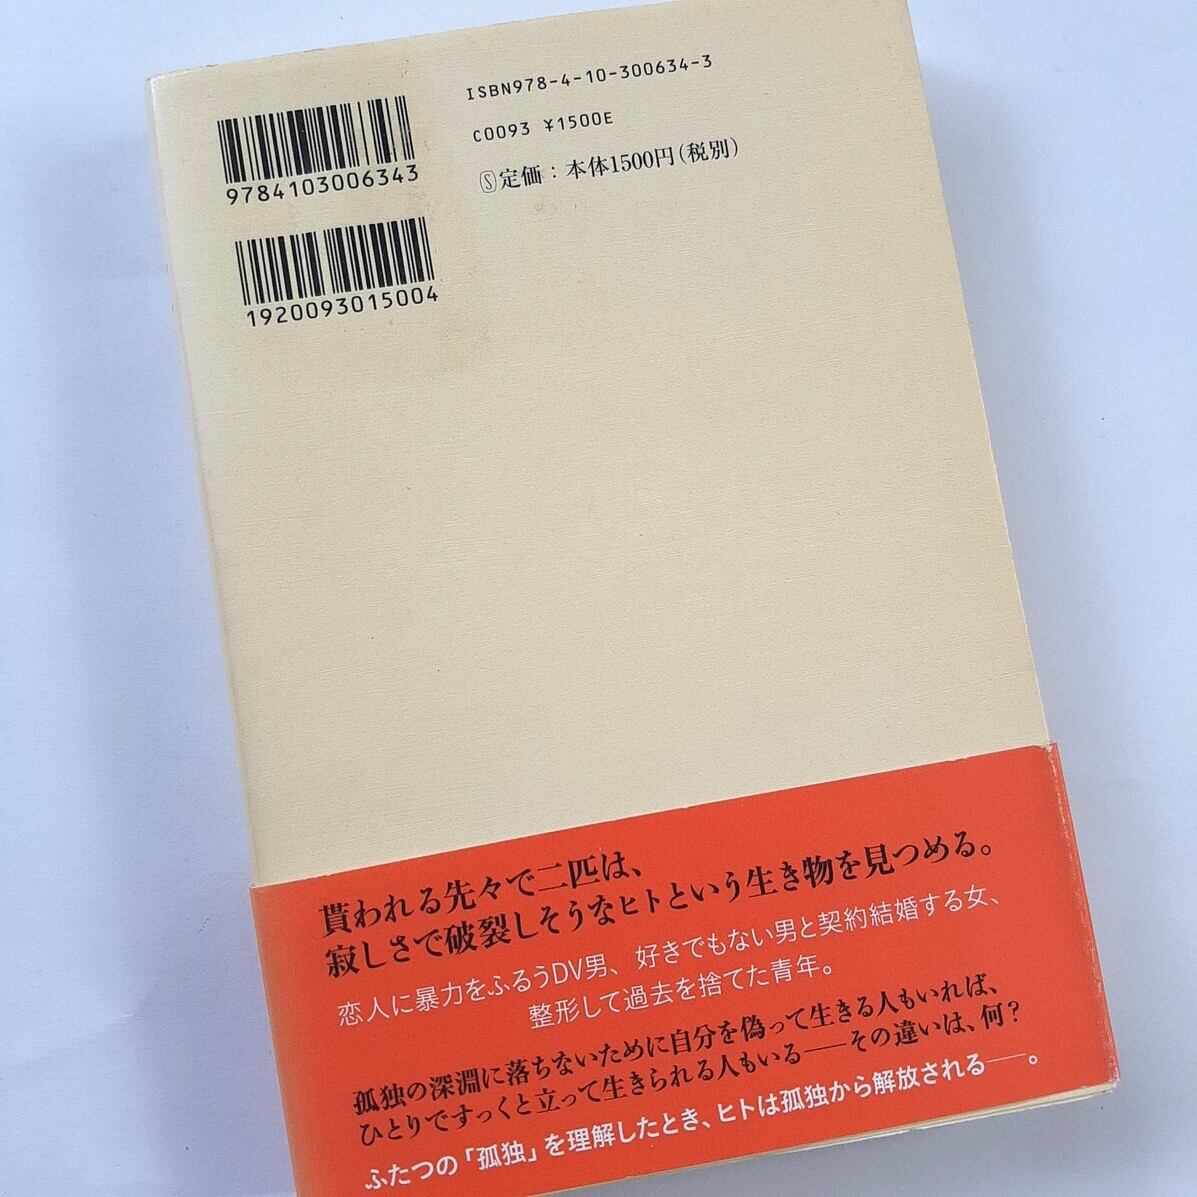 ISBN978-4-10-300634-3
C0093 ¥1500E
Ⓢ定価：本体1500円(税別)
9784103006343
1920093015004
貰われる先々で二匹は、
寂しさで破裂しそうなヒトという生き物を見つめる。
恋人に暴力をふるうDV男、好きでもない男と契約結婚する女、
整形して過去を捨てた青年。
孤独の深淵に落ちないために自分を偽って生きる人もいれば、
ひとりですっくと立って生きられる人もいる――その違いは、何？
ふたつの「孤独」を理解したとき、ヒトは孤独から解放される――。